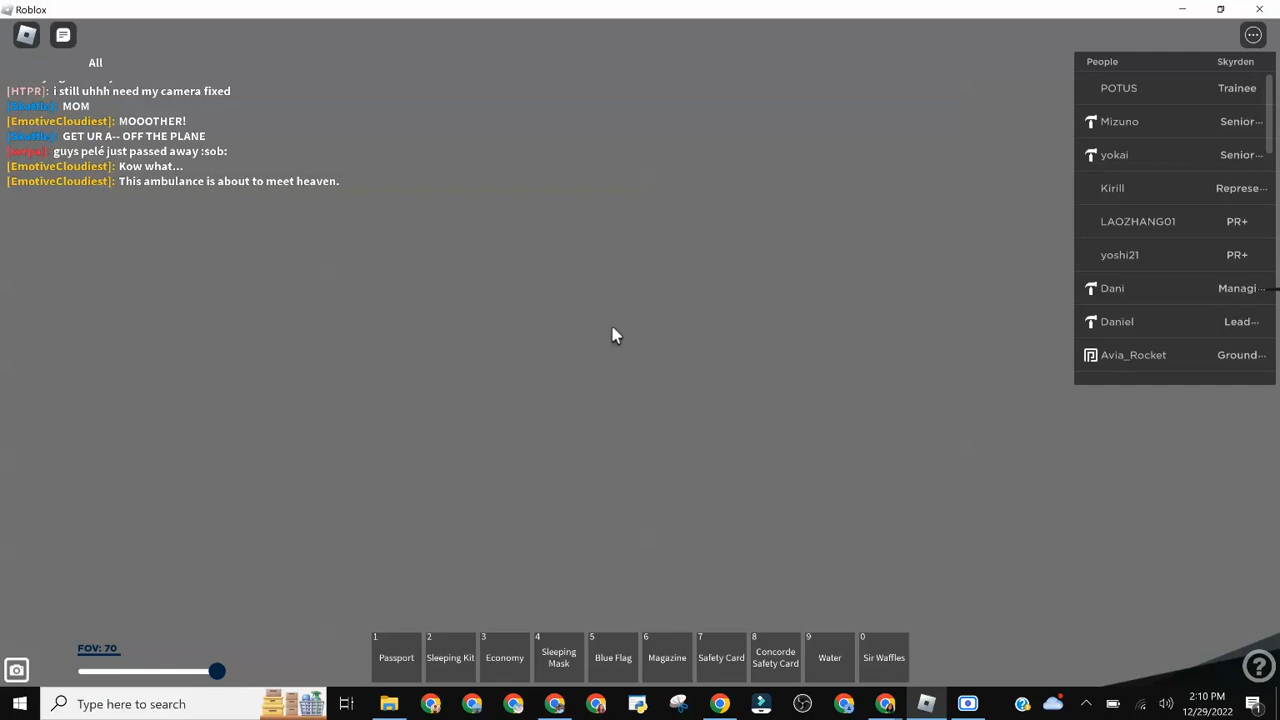 Roblox
All
[HTPR]: i still uhhh need my camera fixed
MOM
[EmotiveCloudiest]: MOOOTHER!
GET UR A-- OFF THE PLANE
guys pelé just passed away :sob:
[EmotiveCloudiest]: Kow what...
[EmotiveCloudiest]: This ambulance is about to meet heaven.
People Skyrden
POTUS Trainee
Mizuno Senior...
yokai Senior...
Kirill Represe...
LAOZHANG01 PR+
yoshi21 PR+
Dani Managi...
Daniel Lead...
Avia_Rocket Ground...
FOV: 70
1 Passport
2 Sleeping Kit
3 Economy
4 Sleeping Mask
5 Blue Flag
6 Magazine
7 Safety Card
8 Concorde Safety Card
9 Water
0 Sir Waffles
Type here to search
2:10 PM
12/29/2022